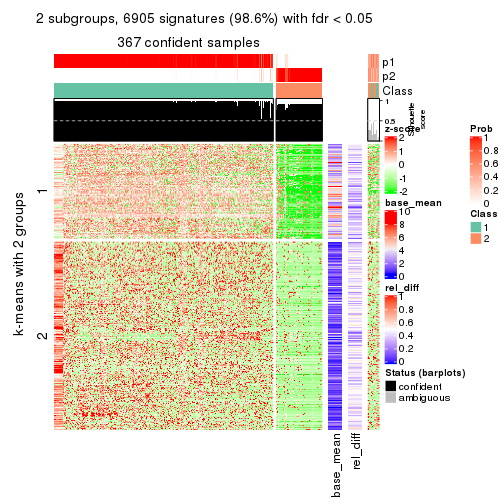 2 subgroups, 6905 signatures (98.6%) with fdr < 0.05
367 confident samples
p1
p2
Class
1
0.5
0
Silhouette
score
k-means with 2 groups
1
2
base_mean
rel_diff
z-score
2
1
0
-1
-2
base_mean
10
8
6
4
2
0
rel_diff
1
0.8
0.6
0.4
0.2
0
Status (barplots)
confident
ambiguous
Prob
1
0.8
0.6
0.4
0.2
0
Class
1
2